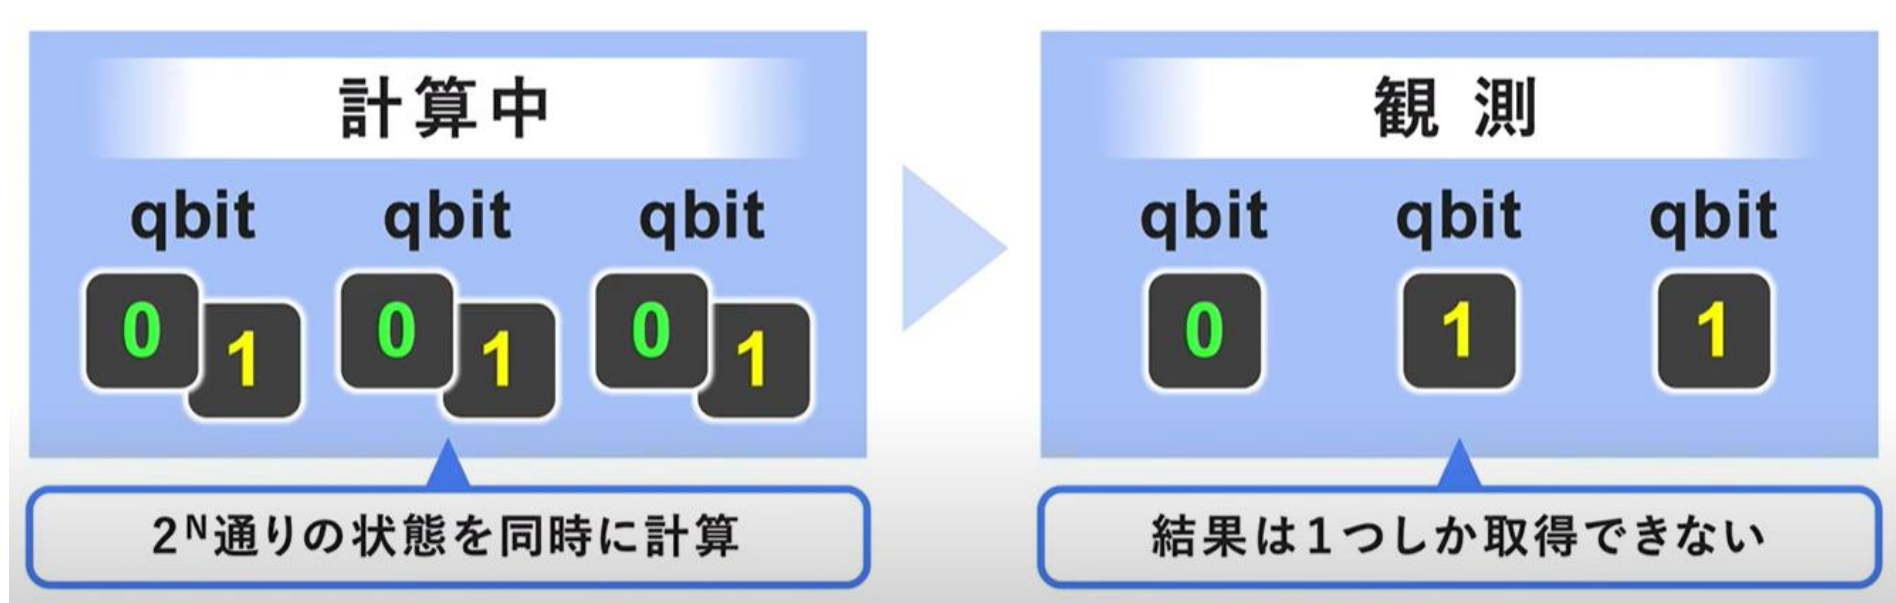 計算中
qbit qbit qbit
0 1 0 1 0 1
2ᴺ通りの状態を同時に計算
観 測
qbit qbit qbit
0 1 1
結果は1つしか取得できない